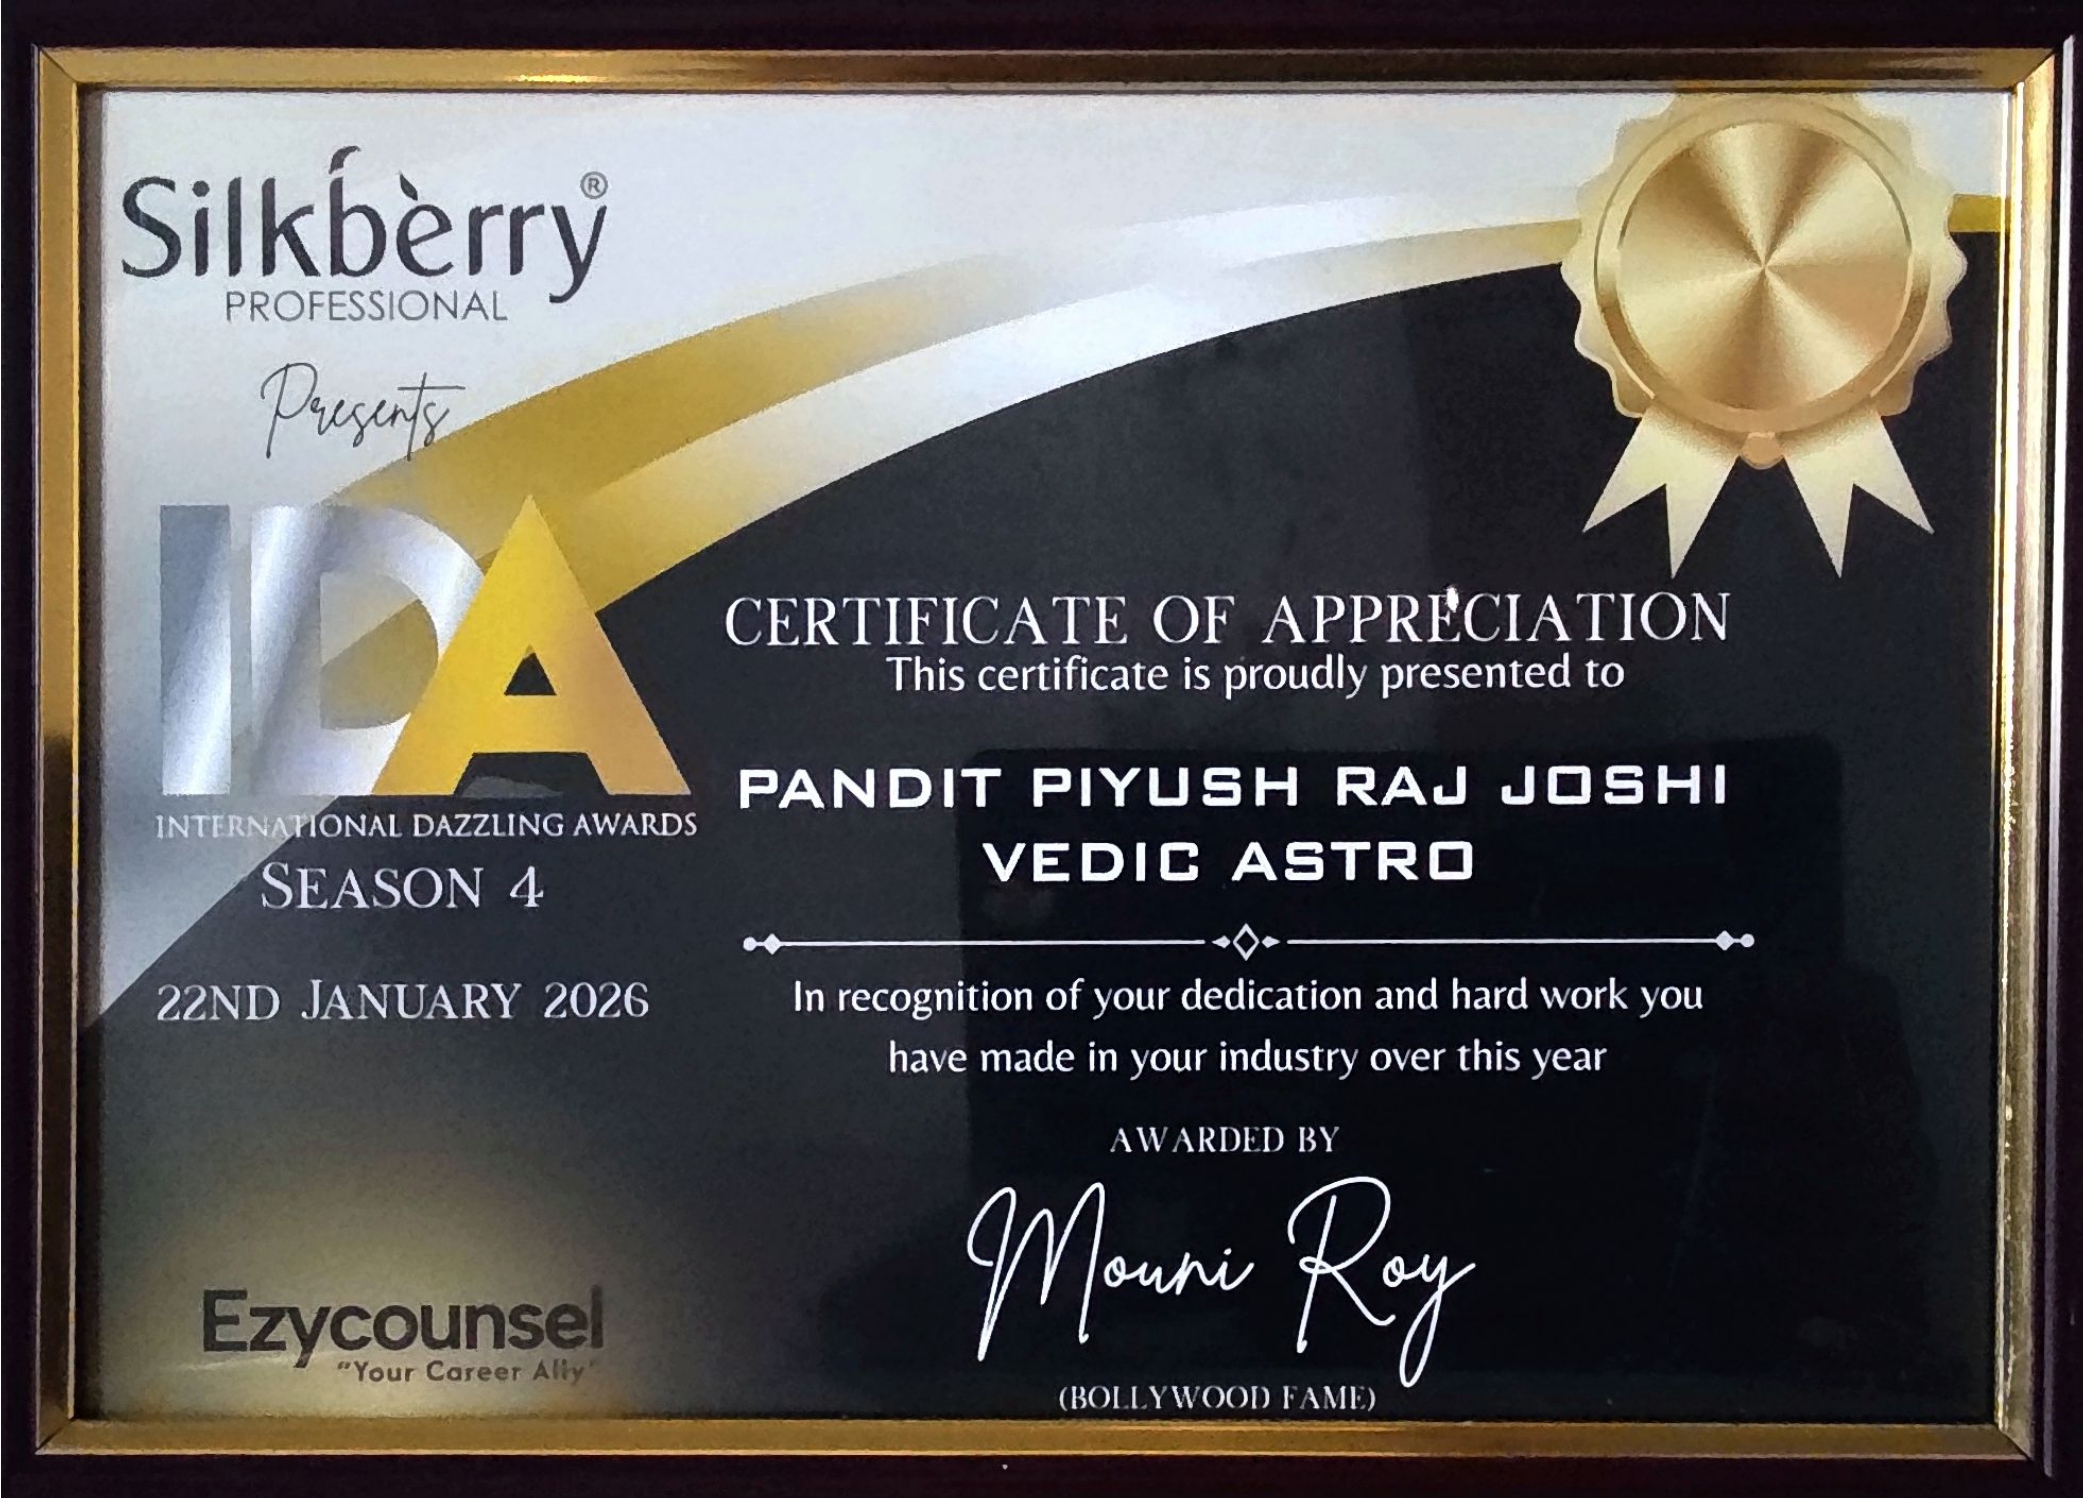 Silkberry®
PROFESSIONAL
Presents
IDA
INTERNATIONAL DAZZLING AWARDS
SEASON 4
22ND JANUARY 2026
CERTIFICATE OF APPRECIATION
This certificate is proudly presented to
PANDIT PIYUSH RAJ JOSHI
VEDIC ASTRO
In recognition of your dedication and hard work you
have made in your industry over this year
AWARDED BY
Mouni Roy
(BOLLYWOOD FAME)
Ezycounsel
"Your Career Ally"